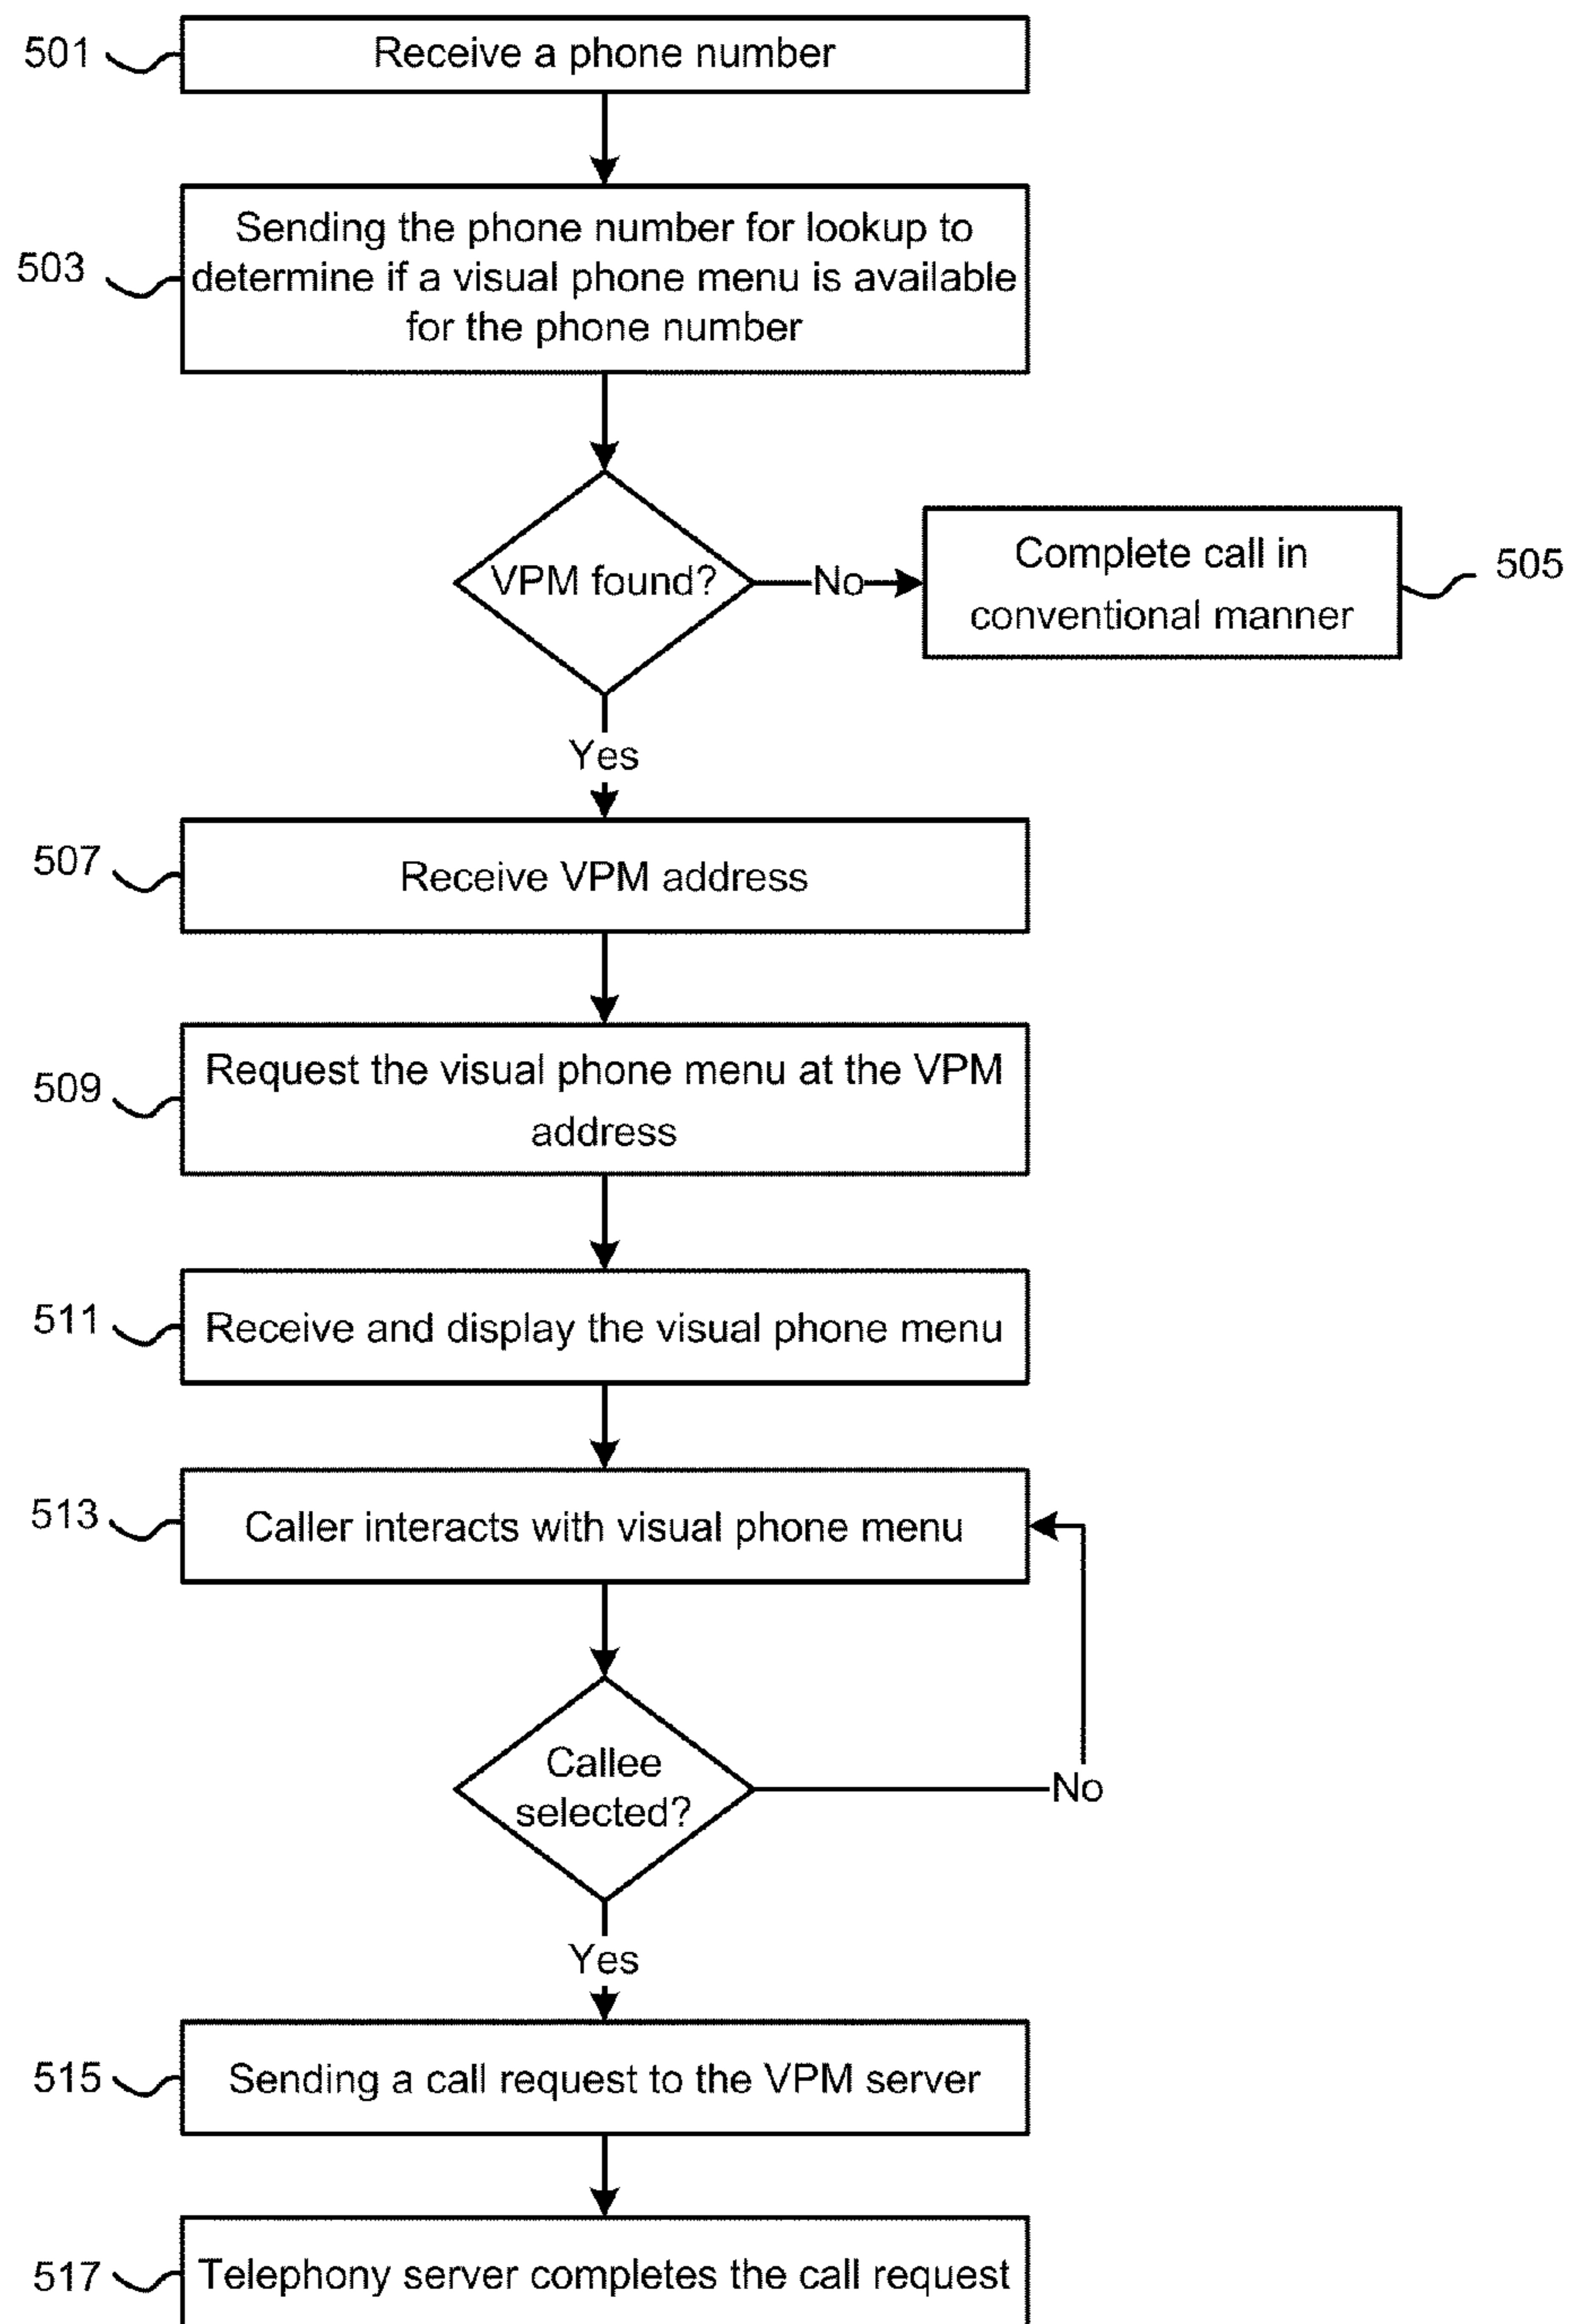 501
Receive a phone number
503
Sending the phone number for lookup to
determine if a visual phone menu is available
for the phone number
VPM found?
No
Complete call in
conventional manner
505
Yes
507
Receive VPM address
509
Request the visual phone menu at the VPM
address
511
Receive and display the visual phone menu
513
Caller interacts with visual phone menu
Callee
selected?
No
Yes
515
Sending a call request to the VPM server
517
Telephony server completes the call request